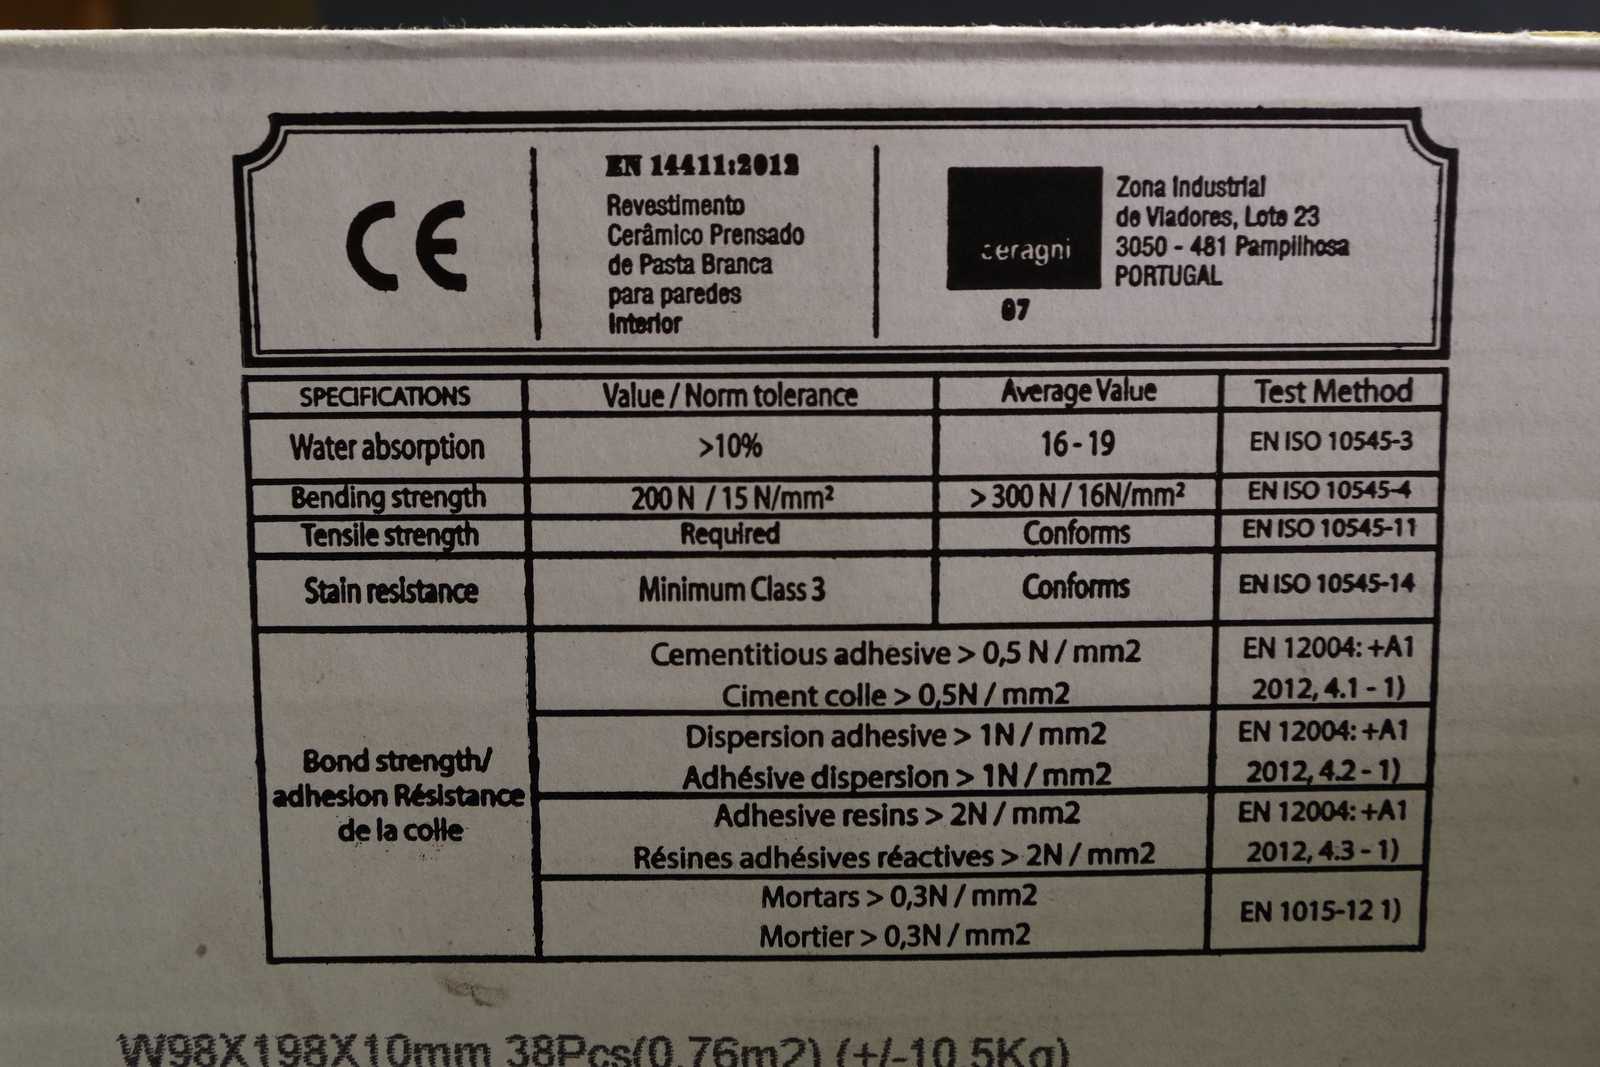 CE
EN 14411:2012
Revestimento
Cerâmico Prensado
de Pasta Branca
para paredes
Interior
ceragni
07
Zona Industrial
de Viadores, Lote 23
3050 - 481 Pampilhosa
PORTUGAL
SPECIFICATIONS Value / Norm tolerance Average Value Test Method
Water absorption >10% 16 - 19 EN ISO 10545-3
Bending strength 200 N / 15 N/mm² > 300 N / 16N/mm² EN ISO 10545-4
Tensile strength Required Conforms EN ISO 10545-11
Stain resistance Minimum Class 3 Conforms EN ISO 10545-14
Bond strength/
adhesion Résistance
de la colle
Cementitious adhesive > 0,5 N / mm2 EN 12004: +A1
Ciment colle > 0,5N / mm2 2012, 4.1 - 1)
Dispersion adhesive > 1N / mm2 EN 12004: +A1
Adhésive dispersion > 1N / mm2 2012, 4.2 - 1)
Adhesive resins > 2N / mm2 EN 12004: +A1
Résines adhésives réactives > 2N / mm2 2012, 4.3 - 1)
Mortars > 0,3N / mm2
Mortier > 0,3N / mm2
EN 1015-12 1)
W98X198X10mm 38Pcs(0.76m2) (+/-10.5Kg)